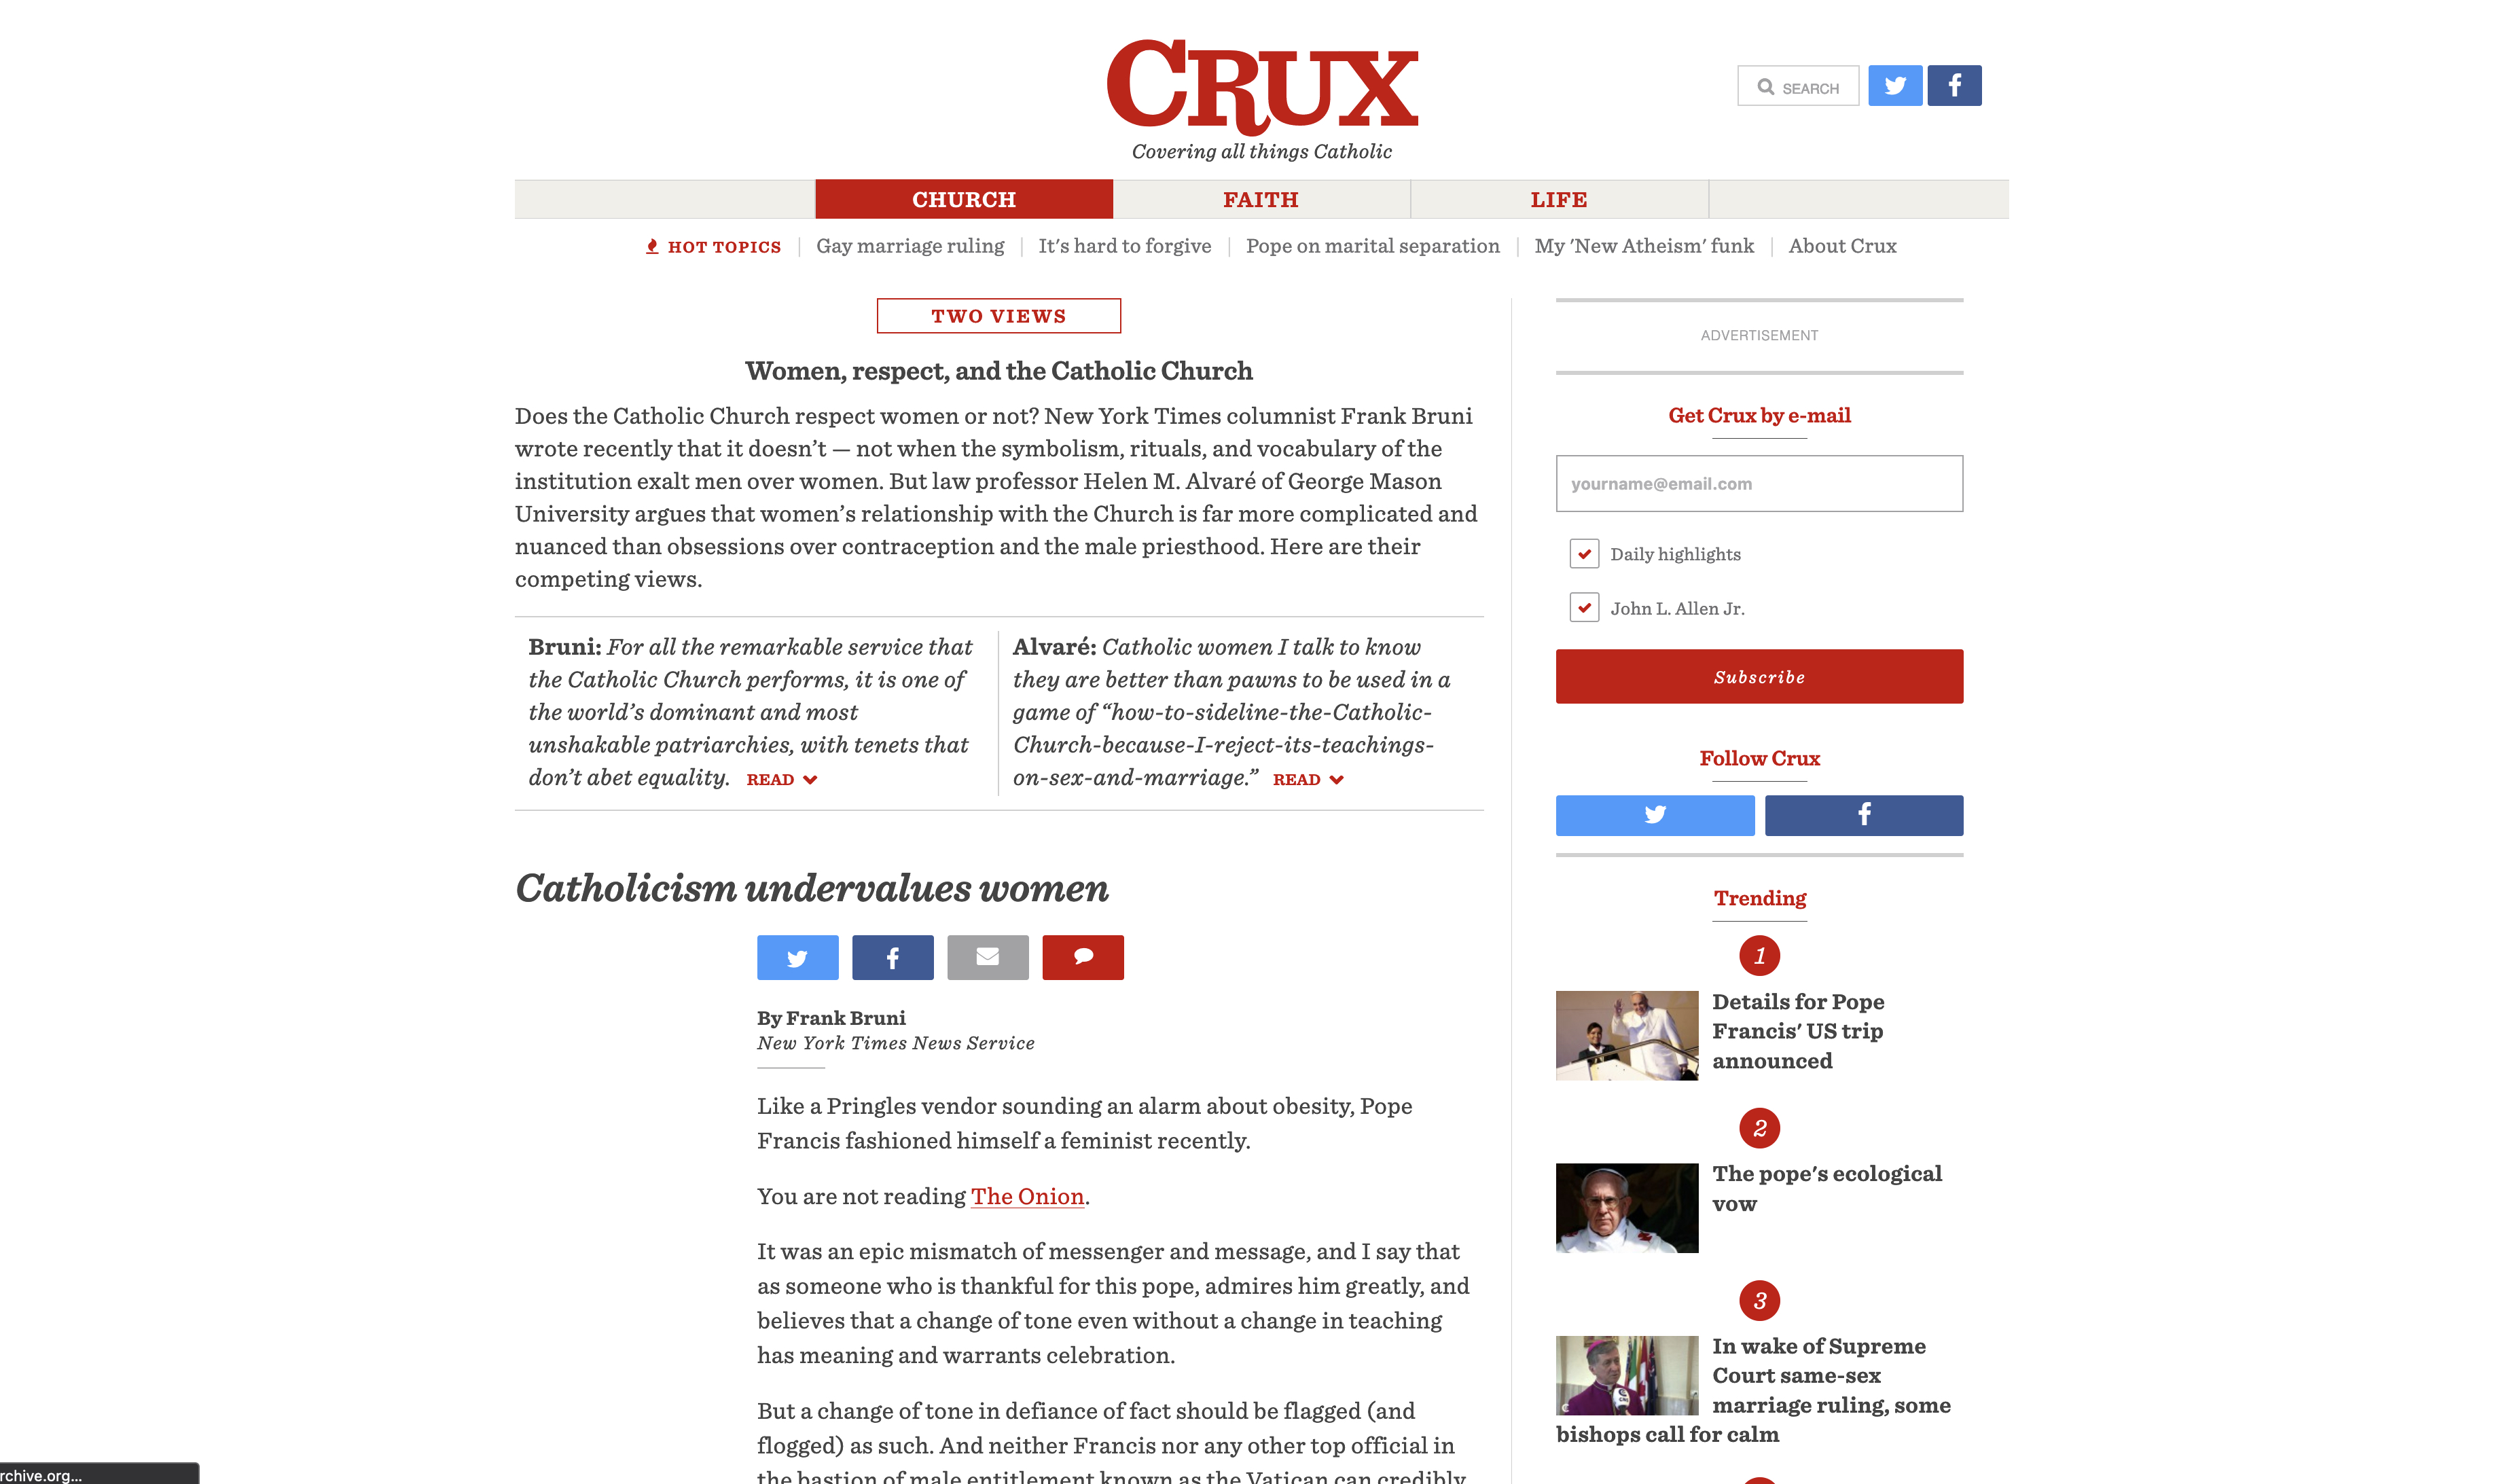 CRUX
Covering all things Catholic
SEARCH
CHURCH
FAITH
LIFE
HOT TOPICS
Gay marriage ruling
It's hard to forgive
Pope on marital separation
My 'New Atheism' funk
About Crux
TWO VIEWS
Women, respect, and the Catholic Church
Does the Catholic Church respect women or not? New York Times columnist Frank Bruni
wrote recently that it doesn’t — not when the symbolism, rituals, and vocabulary of the
institution exalt men over women. But law professor Helen M. Alvaré of George Mason
University argues that women’s relationship with the Church is far more complicated and
nuanced than obsessions over contraception and the male priesthood. Here are their
competing views.
Bruni: For all the remarkable service that
the Catholic Church performs, it is one of
the world’s dominant and most
unshakable patriarchies, with tenets that
don’t abet equality. READ
Alvaré: Catholic women I talk to know
they are better than pawns to be used in a
game of “how-to-sideline-the-Catholic-
Church-because-I-reject-its-teachings-
on-sex-and-marriage.” READ
Catholicism undervalues women
By Frank Bruni
New York Times News Service
Like a Pringles vendor sounding an alarm about obesity, Pope
Francis fashioned himself a feminist recently.
You are not reading The Onion.
It was an epic mismatch of messenger and message, and I say that
as someone who is thankful for this pope, admires him greatly, and
believes that a change of tone even without a change in teaching
has meaning and warrants celebration.
But a change of tone in defiance of fact should be flagged (and
flogged) as such. And neither Francis nor any other top official in
the bastion of male entitlement known as the Vatican can credibly
ADVERTISEMENT
Get Crux by e-mail
yourname@email.com
Daily highlights
John L. Allen Jr.
Subscribe
Follow Crux
Trending
1
Details for Pope
Francis' US trip
announced
2
The pope's ecological
vow
3
In wake of Supreme
Court same-sex
marriage ruling, some
bishops call for calm
rchive.org...